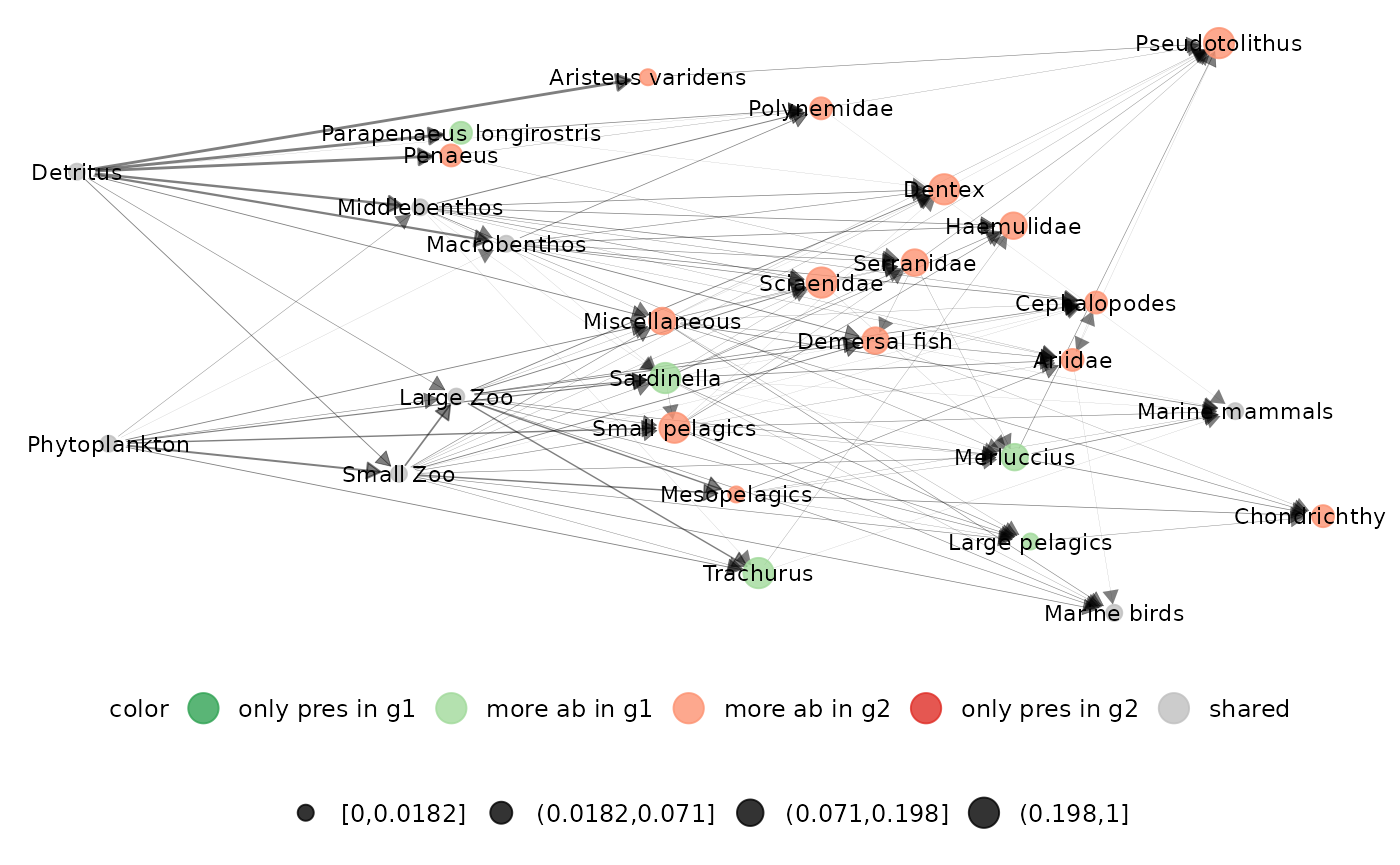 Pseudotolithus
Aristeus varidens
Polynemidae
Parapenaeus longirostris
Penaeus
Detritus
Dentex
Middlebenthos
Haemulidae
Macrobenthos
Serranidae
Sciaenidae
Cephalopodes
Miscellaneous
Demersal fish
Ariidae
Sardinella
Large Zoo
Marine mammals
Small pelagics
Phytoplankton
Merluccius
Small Zoo
Mesopelagics
Chondrichthy
Large pelagics
Trachurus
Marine birds
color only pres in g1 more ab in g1 more ab in g2 only pres in g2 shared
[0,0.0182] (0.0182,0.071] (0.071,0.198] (0.198,1]